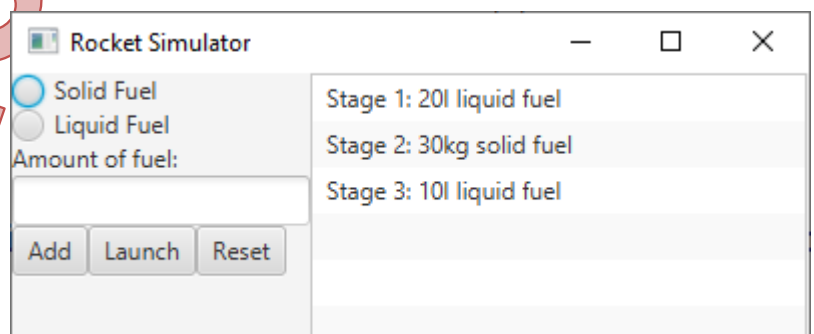 Rocket Simulator
Solid Fuel
Liquid Fuel
Amount of fuel:
Add Launch Reset
Stage 1: 20l liquid fuel
Stage 2: 30kg solid fuel
Stage 3: 10l liquid fuel